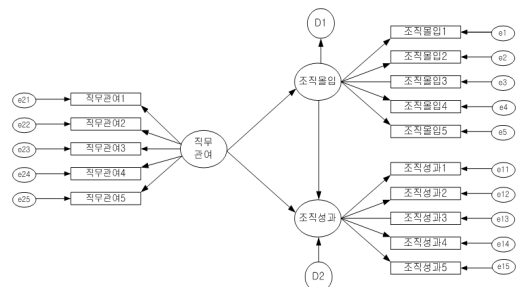 D1
조직몰입1
e1
조직몰입2
e2
조직몰입
조직몰입3
e3
조직몰입4
e4
조직몰입5
e5
e21
직무관여1
e22
직무관여2
e23
직무관여3
e24
직무관여4
e25
직무관여5
직무
관여
조직성과1
e11
조직성과2
e12
조직성과
조직성과3
e13
조직성과4
e14
조직성과5
e15
D2